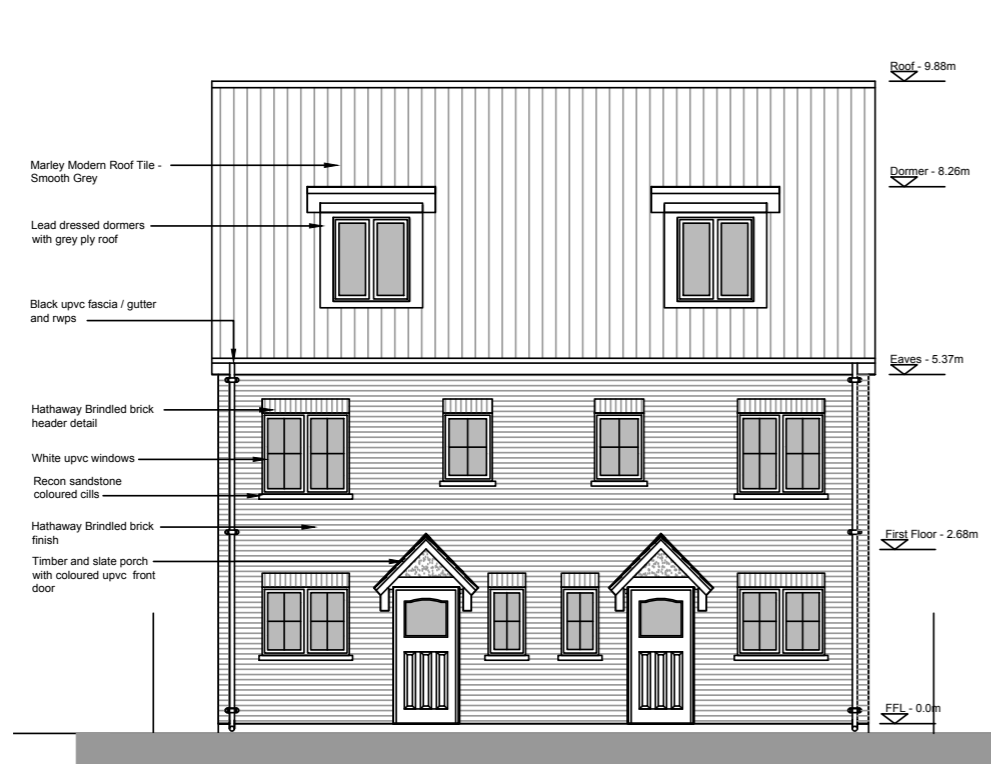 Roof - 9.88m
Marley Modern Roof Tile -
Smooth Grey
Dormer - 8.26m
Lead dressed dormers
with grey ply roof
Black upvc fascia / gutter
and rwps
Eaves - 5.37m
Hathaway Brindled brick
header detail
White upvc windows
Recon sandstone
coloured cills
Hathaway Brindled brick
finish
First Floor - 2.68m
Timber and slate porch
with coloured upvc front
door
FFL - 0.0m